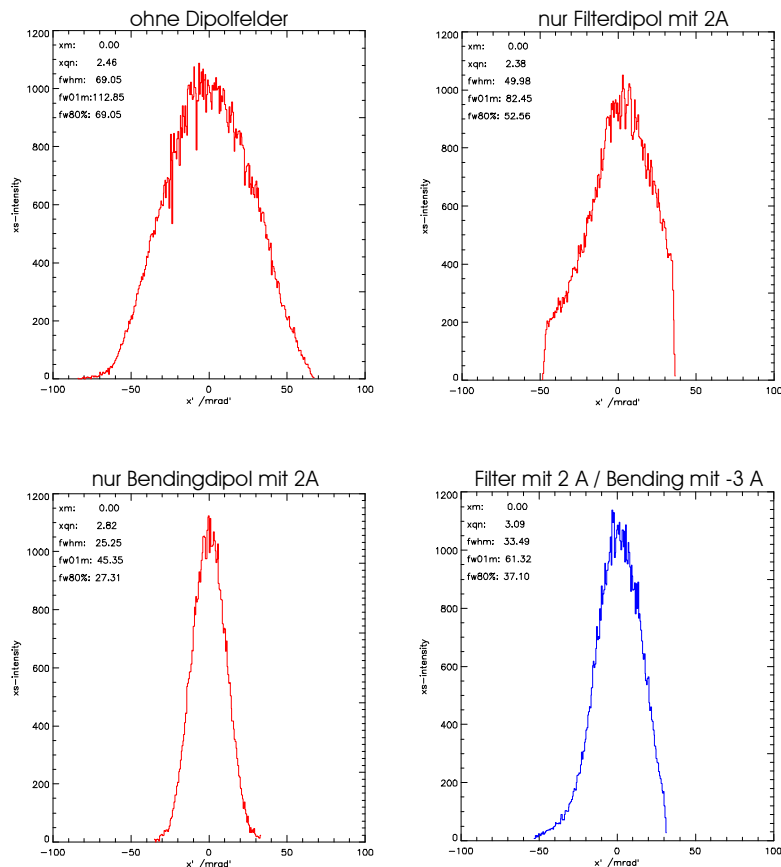 ohne Dipolfelder
xm: 0.00
xqn: 2.46
fwhm: 69.05
fw01m:112.85
fw80%: 69.05
1200
1000
800
600
400
200
0
xs-intensity
-100 -50 0 50 100
x' /mrad'
nur Filterdipol mit 2A
xm: 0.00
xqn: 2.38
fwhm: 49.98
fw01m: 82.45
fw80%: 52.56
1200
1000
800
600
400
200
0
xs-intensity
-100 -50 0 50 100
x' /mrad'
nur Bendingdipol mit 2A
xm: 0.00
xqn: 2.82
fwhm: 25.25
fw01m: 45.35
fw80%: 27.31
1200
1000
800
600
400
200
0
xs-intensity
-100 -50 0 50 100
x' /mrad'
Filter mit 2 A / Bending mit -3 A
xm: 0.00
xqn: 3.09
fwhm: 33.49
fw01m: 61.32
fw80%: 37.10
1200
1000
800
600
400
200
0
xs-intensity
-100 -50 0 50 100
x' /mrad'